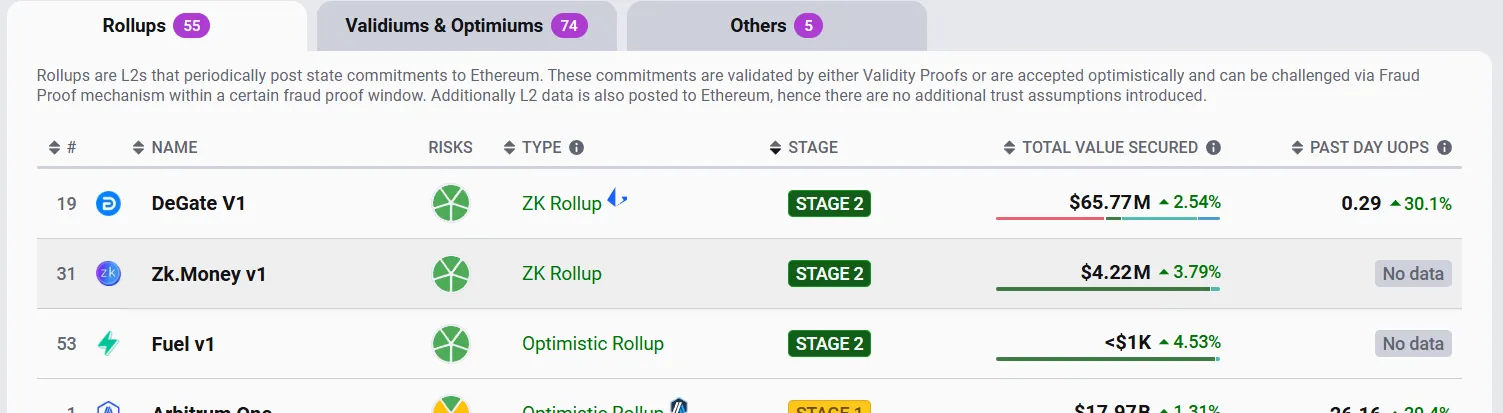 Rollups 55
Validiums & Optimiums 74
Others 5
Rollups are L2s that periodically post state commitments to Ethereum. These commitments are validated by either Validity Proofs or are accepted optimistically and can be challenged via Fraud
Proof mechanism within a certain fraud proof window. Additionally L2 data is also posted to Ethereum, hence there are no additional trust assumptions introduced.
# NAME RISKS TYPE STAGE TOTAL VALUE SECURED PAST DAY UOPS
19 DeGate V1 ZK Rollup STAGE 2 $65.77M 2.54% 0.29 30.1%
31 zk Zk.Money v1 ZK Rollup STAGE 2 $4.22M 3.79% No data
53 Fuel v1 Optimistic Rollup STAGE 2 <$1K 4.53% No data
1 Arbitrum One Optimistic Rollup STAGE 1 $17.97B 1.31% 26.16 20.4%